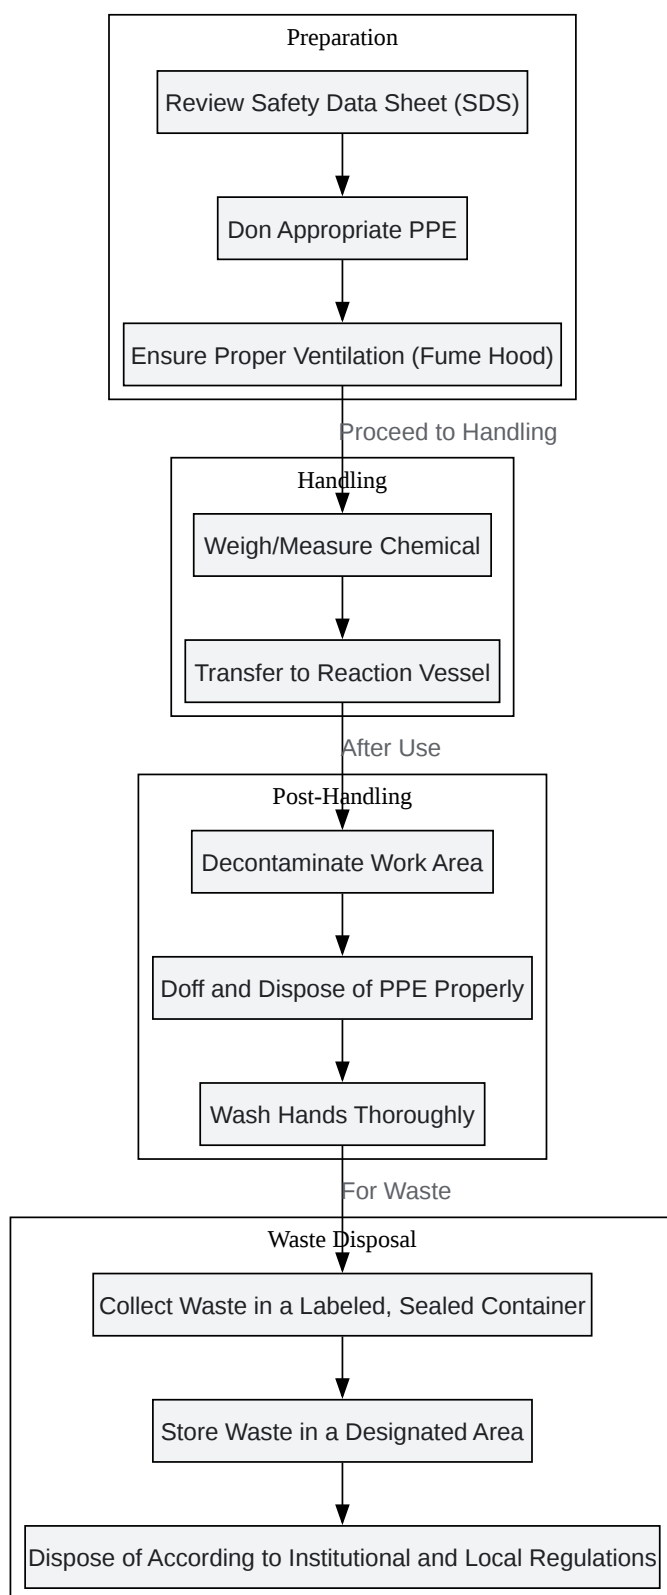 Preparation
Review Safety Data Sheet (SDS)
Don Appropriate PPE
Ensure Proper Ventilation (Fume Hood)
Proceed to Handling
Handling
Weigh/Measure Chemical
Transfer to Reaction Vessel
After Use
Post-Handling
Decontaminate Work Area
Doff and Dispose of PPE Properly
Wash Hands Thoroughly
For Waste
Waste Disposal
Collect Waste in a Labeled, Sealed Container
Store Waste in a Designated Area
Dispose of According to Institutional and Local Regulations